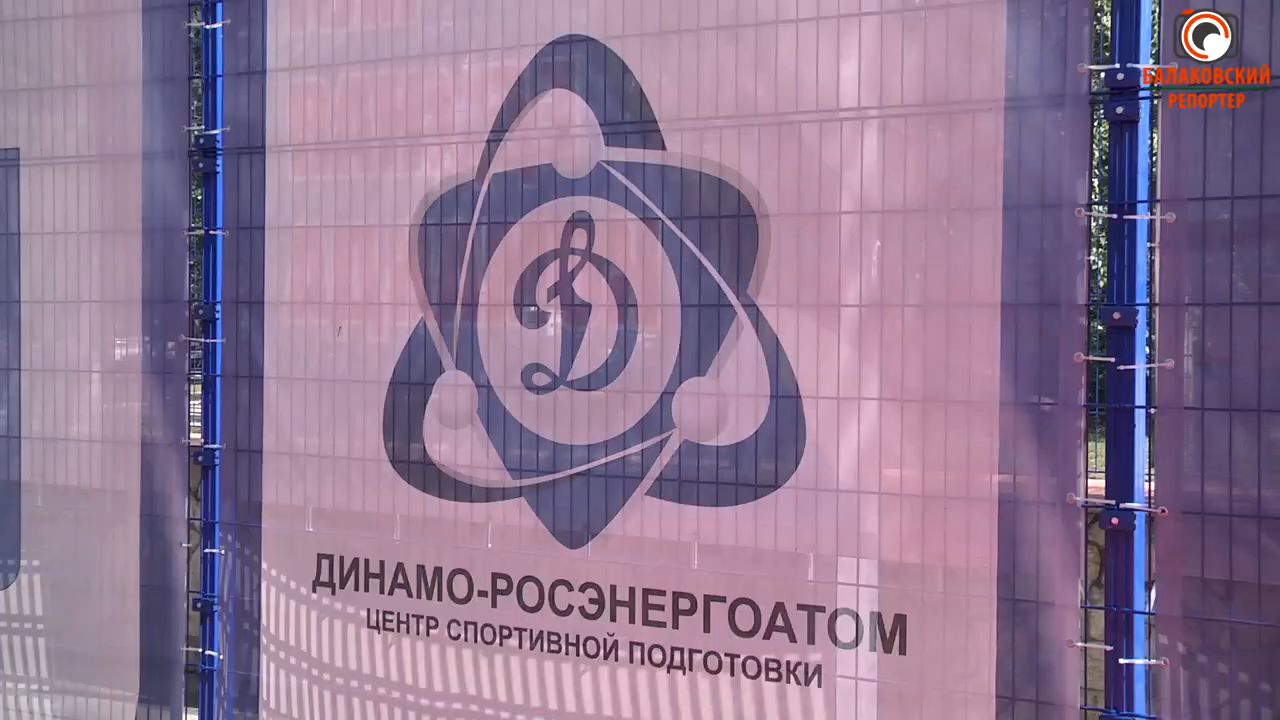 БАЛАКОВСКИЙ
РЕПОРТЕР
Д
ДИНАМО-РОСЭНЕРГОАТОМ
ЦЕНТР СПОРТИВНОЙ ПОДГОТОВКИ